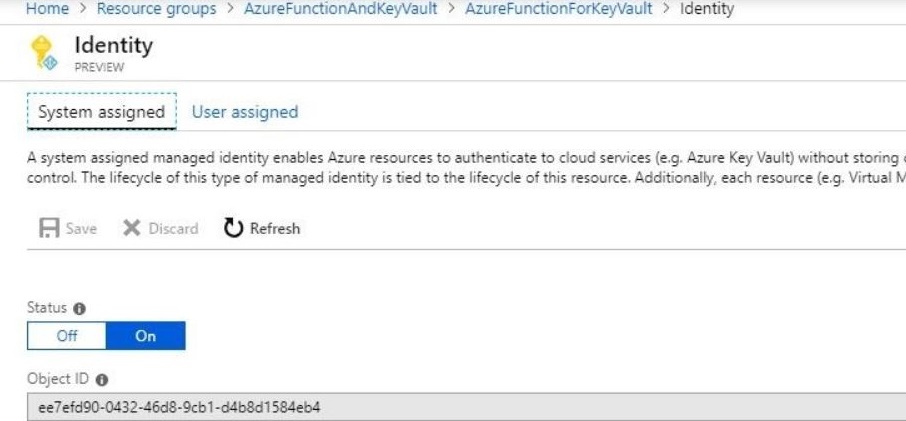 Home > Resource groups > AzureFunctionAndKeyVault > AzureFunctionForKeyVault > Identity
Identity
PREVIEW
System assigned User assigned
A system assigned managed identity enables Azure resources to authenticate to cloud services (e.g. Azure Key Vault) without storing
control. The lifecycle of this type of managed identity is tied to the lifecycle of this resource. Additionally, each resource (e.g. Virtual
Save Discard Refresh
Status
Off On
Object ID
ee7efd90-0432-46d8-9cb1-d4b8d1584eb4